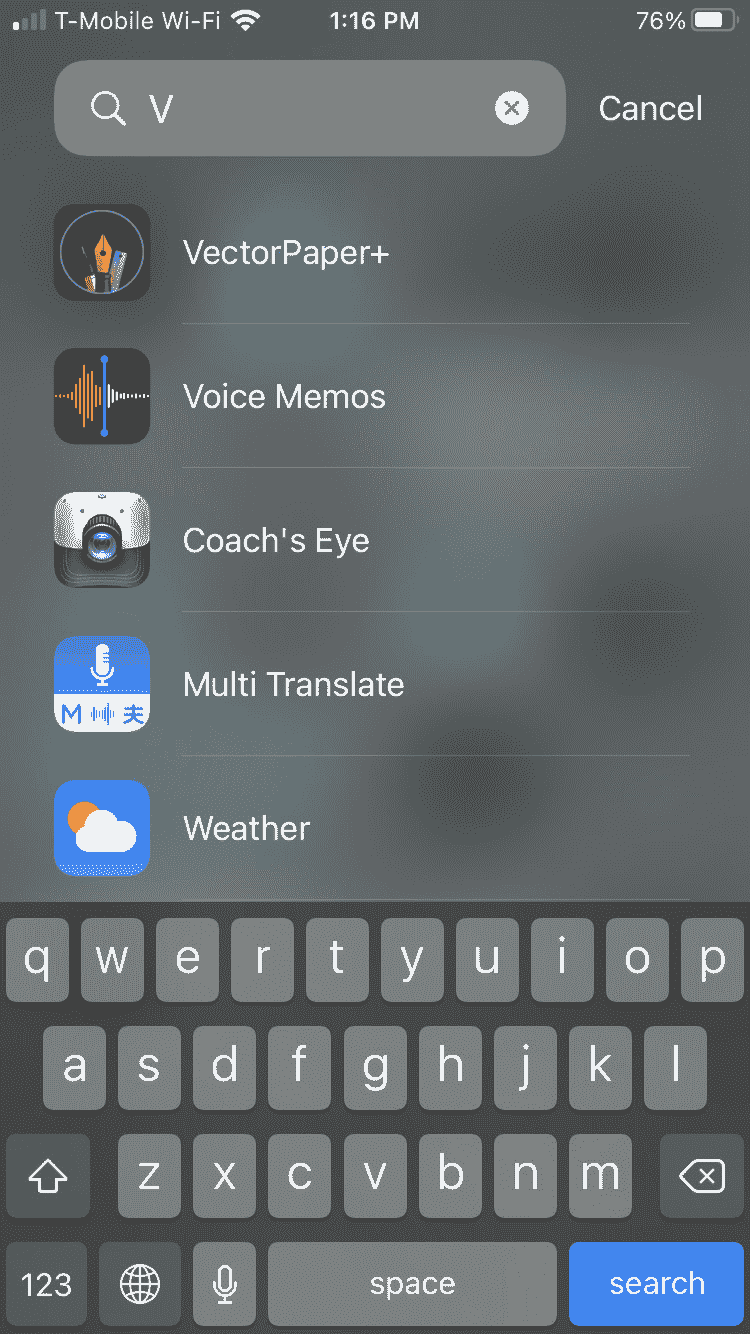 T-Mobile Wi-Fi 1:16 PM 76%
V Cancel
VectorPaper+
Voice Memos
Coach's Eye
M 夫 Multi Translate
Weather
q w e r t y u i o p
a s d f g h j k l
z x c v b n m
123 space search